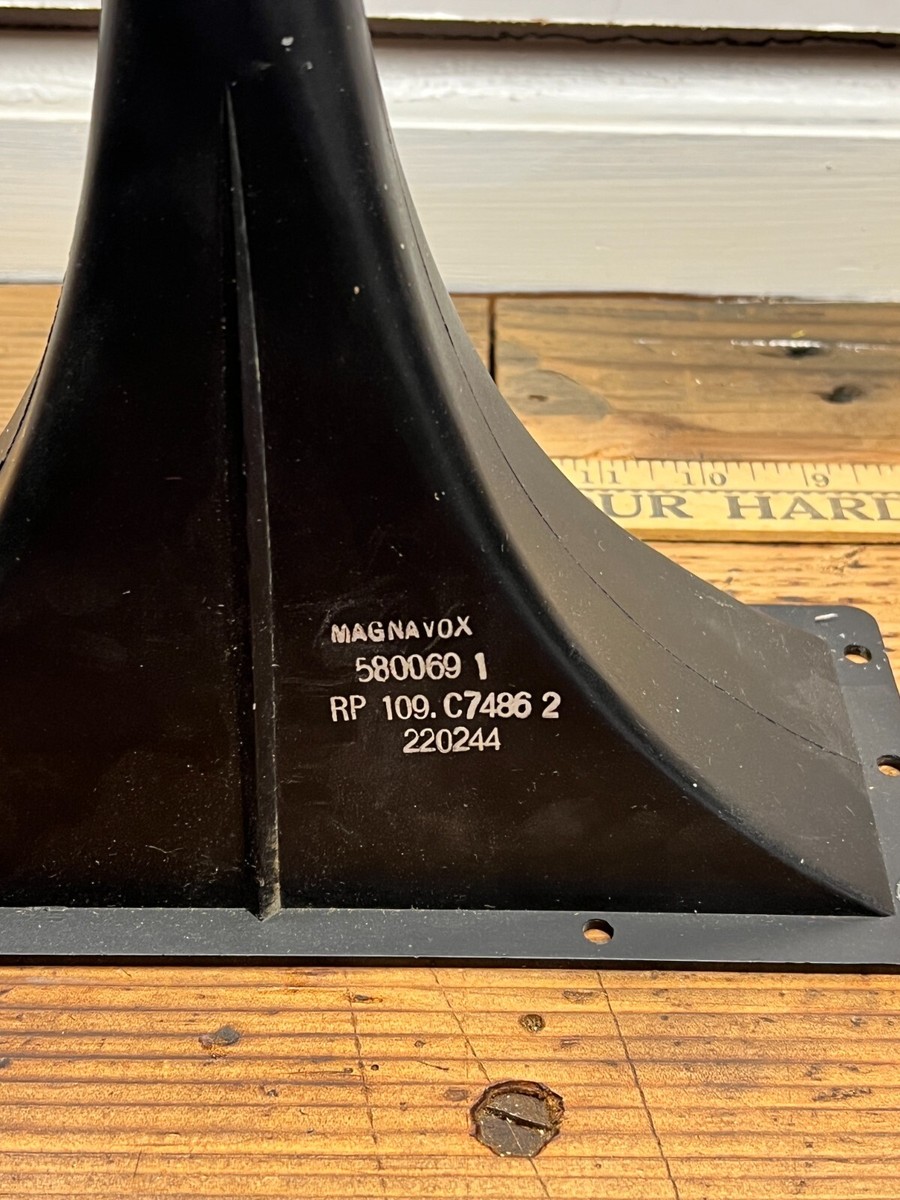 11 10 9
UR HARD
MAGNAVOX
580069 1
RP 109. C7486 2
220244